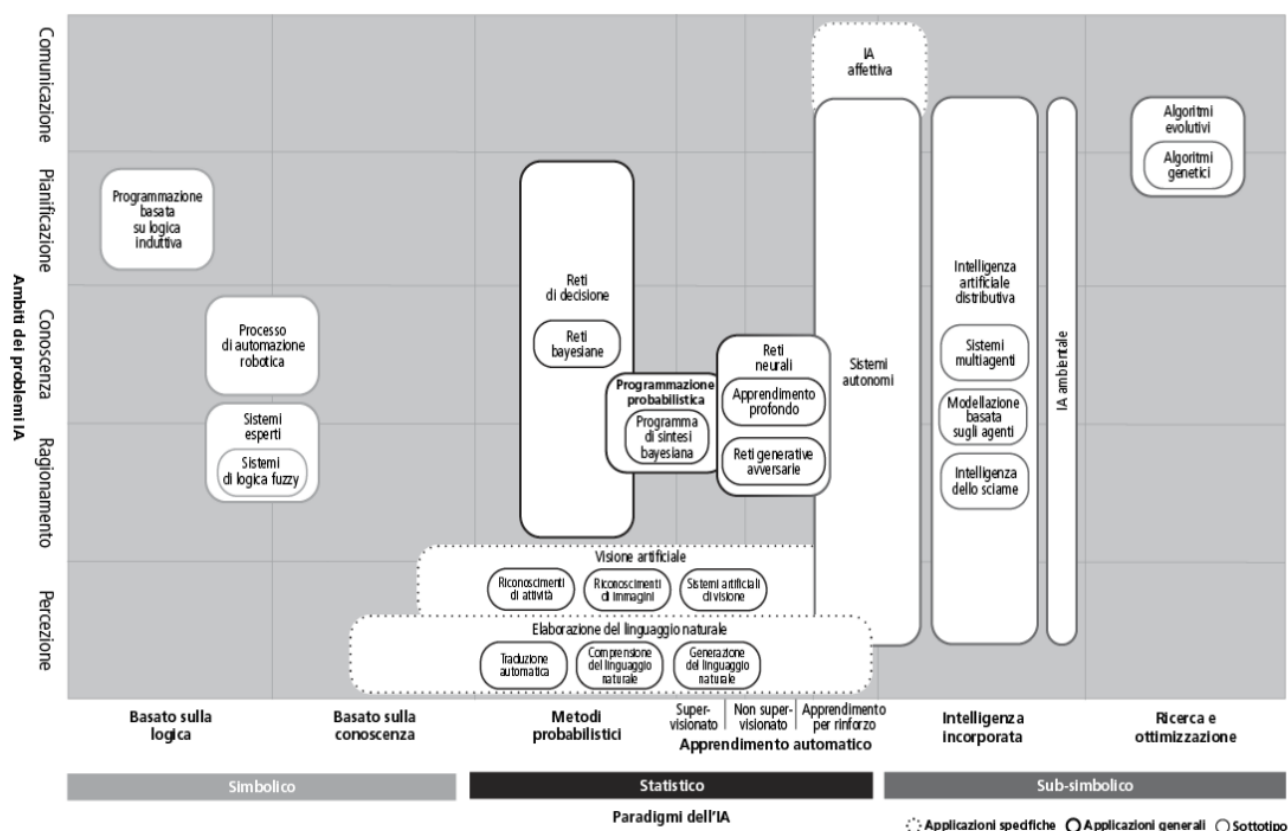 Ambiti dei problemi IA
Comunicazione
Pianificazione
Conoscenza
Ragionamento
Percezione
IA
affettiva
Algoritmi
evolutivi
Algoritmi
genetici
Programmazione
basata
su logica
induttiva
Reti
di decisione
Reti
bayesiane
Intelligenza
artificiale
distributiva
Sistemi
multiagenti
Modellazione
basata
sugli agenti
Intelligenza
dello sciame
IA ambientale
Processo
di automazione
robotica
Sistemi
esperti
Sistemi
di logica fuzzy
Programmazione
probabilistica
Programma
di sintesi
bayesiana
Reti
neurali
Apprendimento
profondo
Reti generative
avversarie
Sistemi
autonomi
Visione artificiale
Riconoscimenti
di attività
Riconoscimenti
di immagini
Sistemi artificiali
di visione
Elaborazione del linguaggio naturale
Traduzione
automatica
Comprensione
del linguaggio
naturale
Generazione
del linguaggio
naturale
Basato sulla
logica
Basato sulla
conoscenza
Metodi
probabilistici
Super-
visionato
Non super-
visionato
Apprendimento
per rinforzo
Apprendimento automatico
Intelligenza
incorporata
Ricerca e
ottimizzazione
Simbolico
Statistico
Sub-simbolico
Paradigmi dell'IA
Applicazioni specifiche
Applicazioni generali
Sottotipo